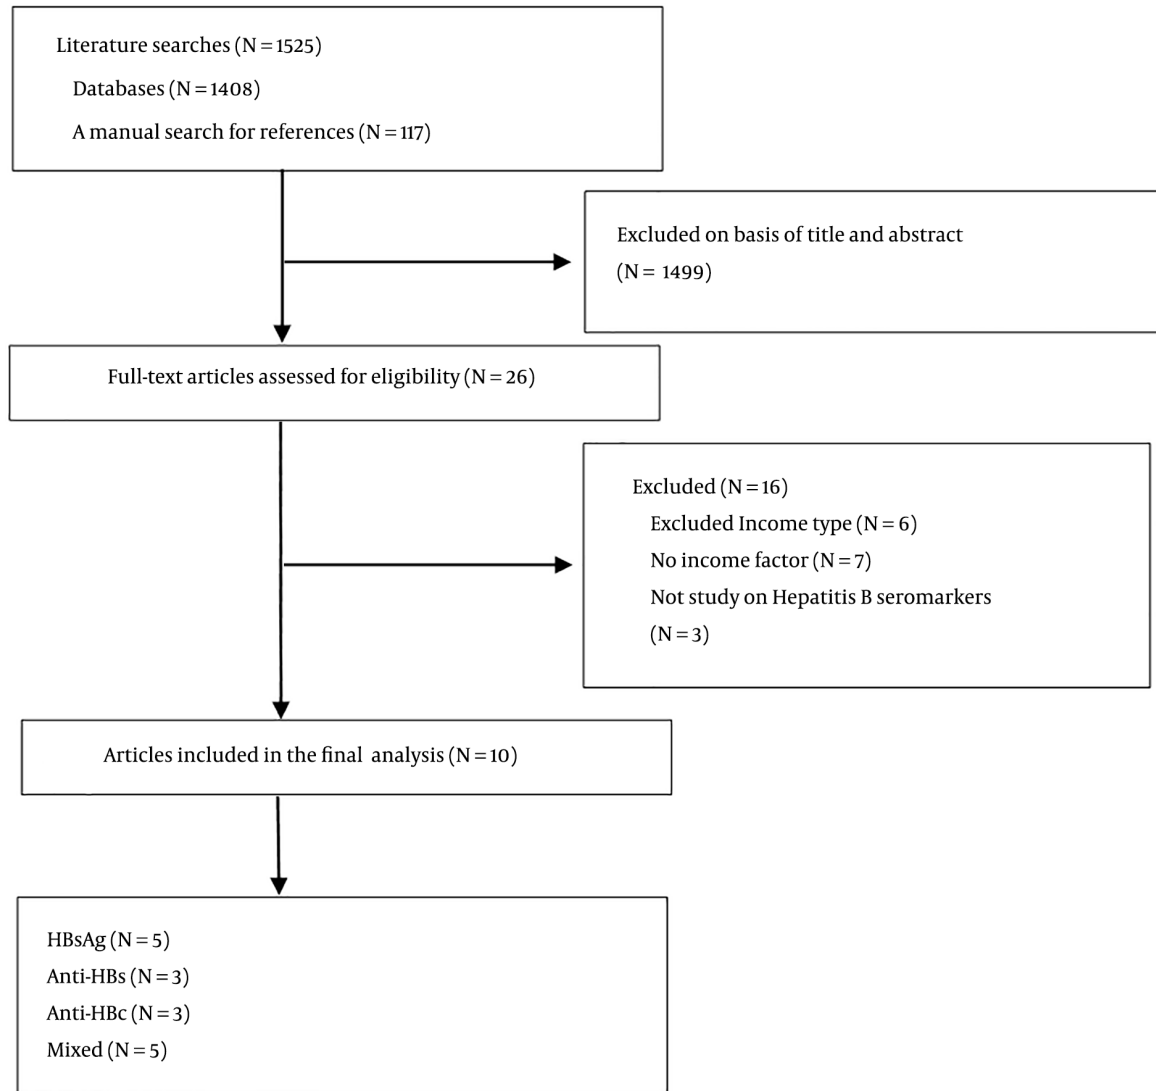 Literature searches (N = 1525)
Databases (N = 1408)
A manual search for references (N = 117)
Excluded on basis of title and abstract
(N = 1499)
Full-text articles assessed for eligibility (N = 26)
Excluded (N = 16)
Excluded Income type (N = 6)
No income factor (N = 7)
Not study on Hepatitis B seromarkers
(N = 3)
Articles included in the final analysis (N = 10)
HBsAg (N = 5)
Anti-HBs (N = 3)
Anti-HBc (N = 3)
Mixed (N = 5)